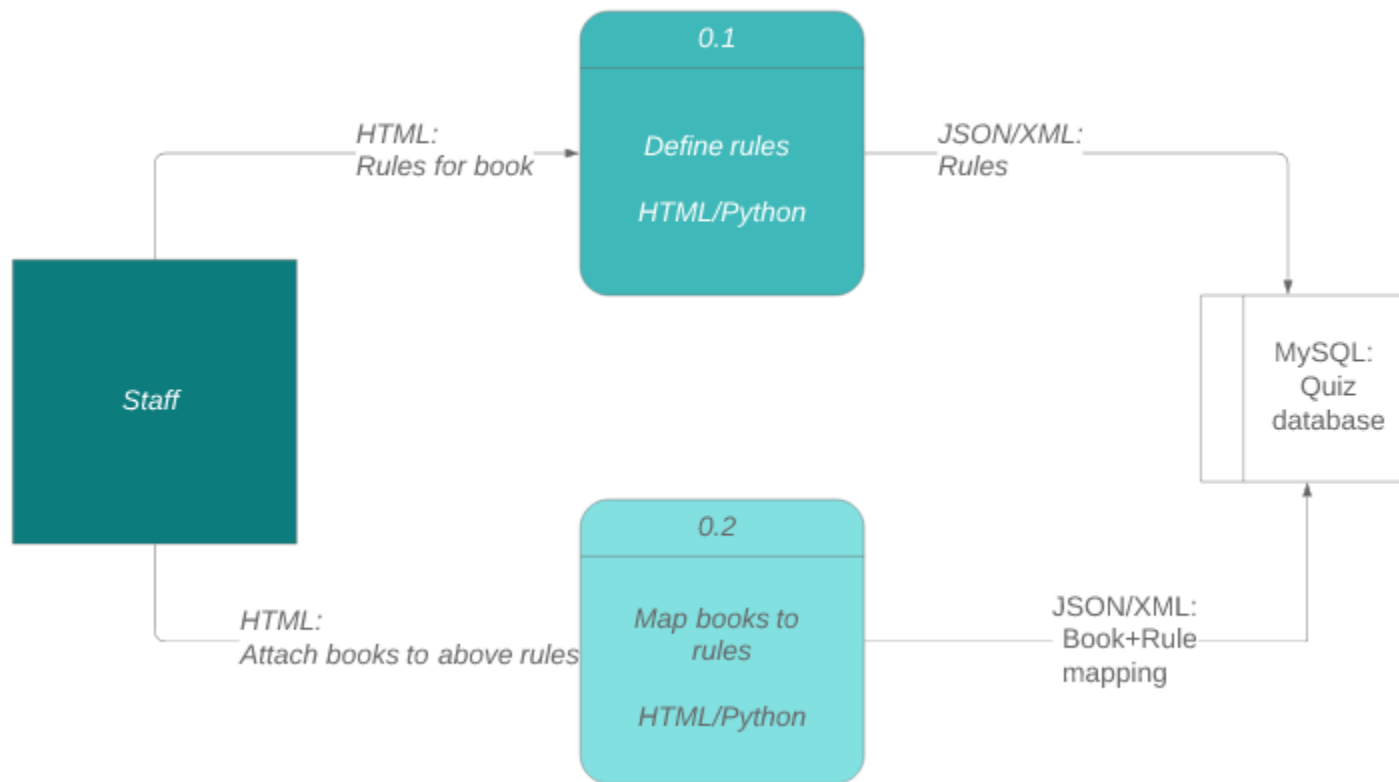 0.1
HTML:
Rules for book
Define rules
HTML/Python
JSON/XML:
Rules
Staff
MySQL:
Quiz
database
0.2
HTML:
Attach books to above rules
Map books to
rules
HTML/Python
JSON/XML:
Book+Rule
mapping